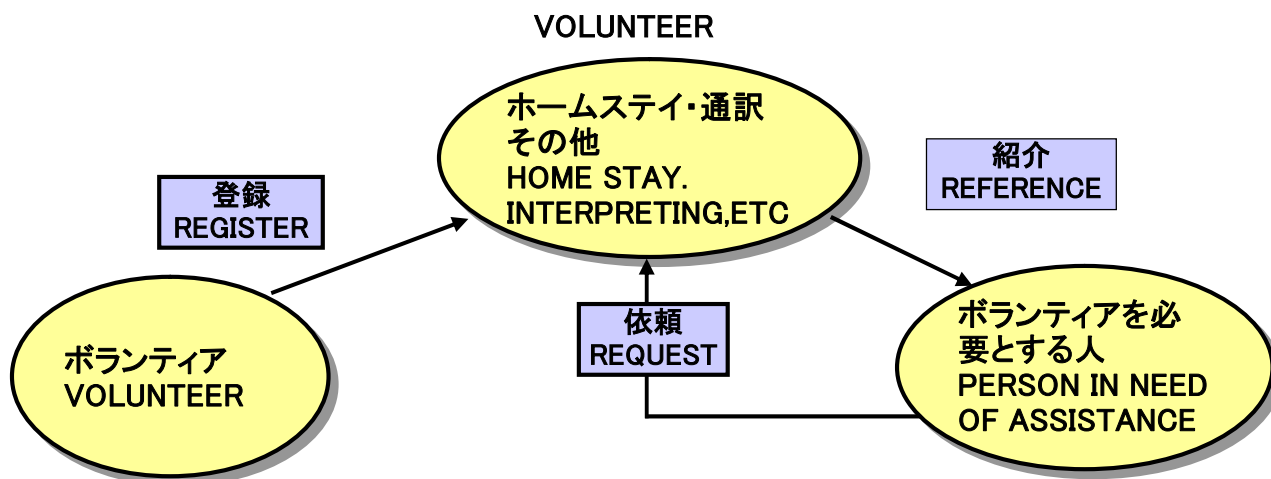 VOLUNTEER
ホームステイ・通訳
その他
HOME STAY.
INTERPRETING,ETC
紹介
REFERENCE
登録
REGISTER
依頼
REQUEST
ボランティア
VOLUNTEER
ボランティアを必
要とする人
PERSON IN NEED
OF ASSISTANCE